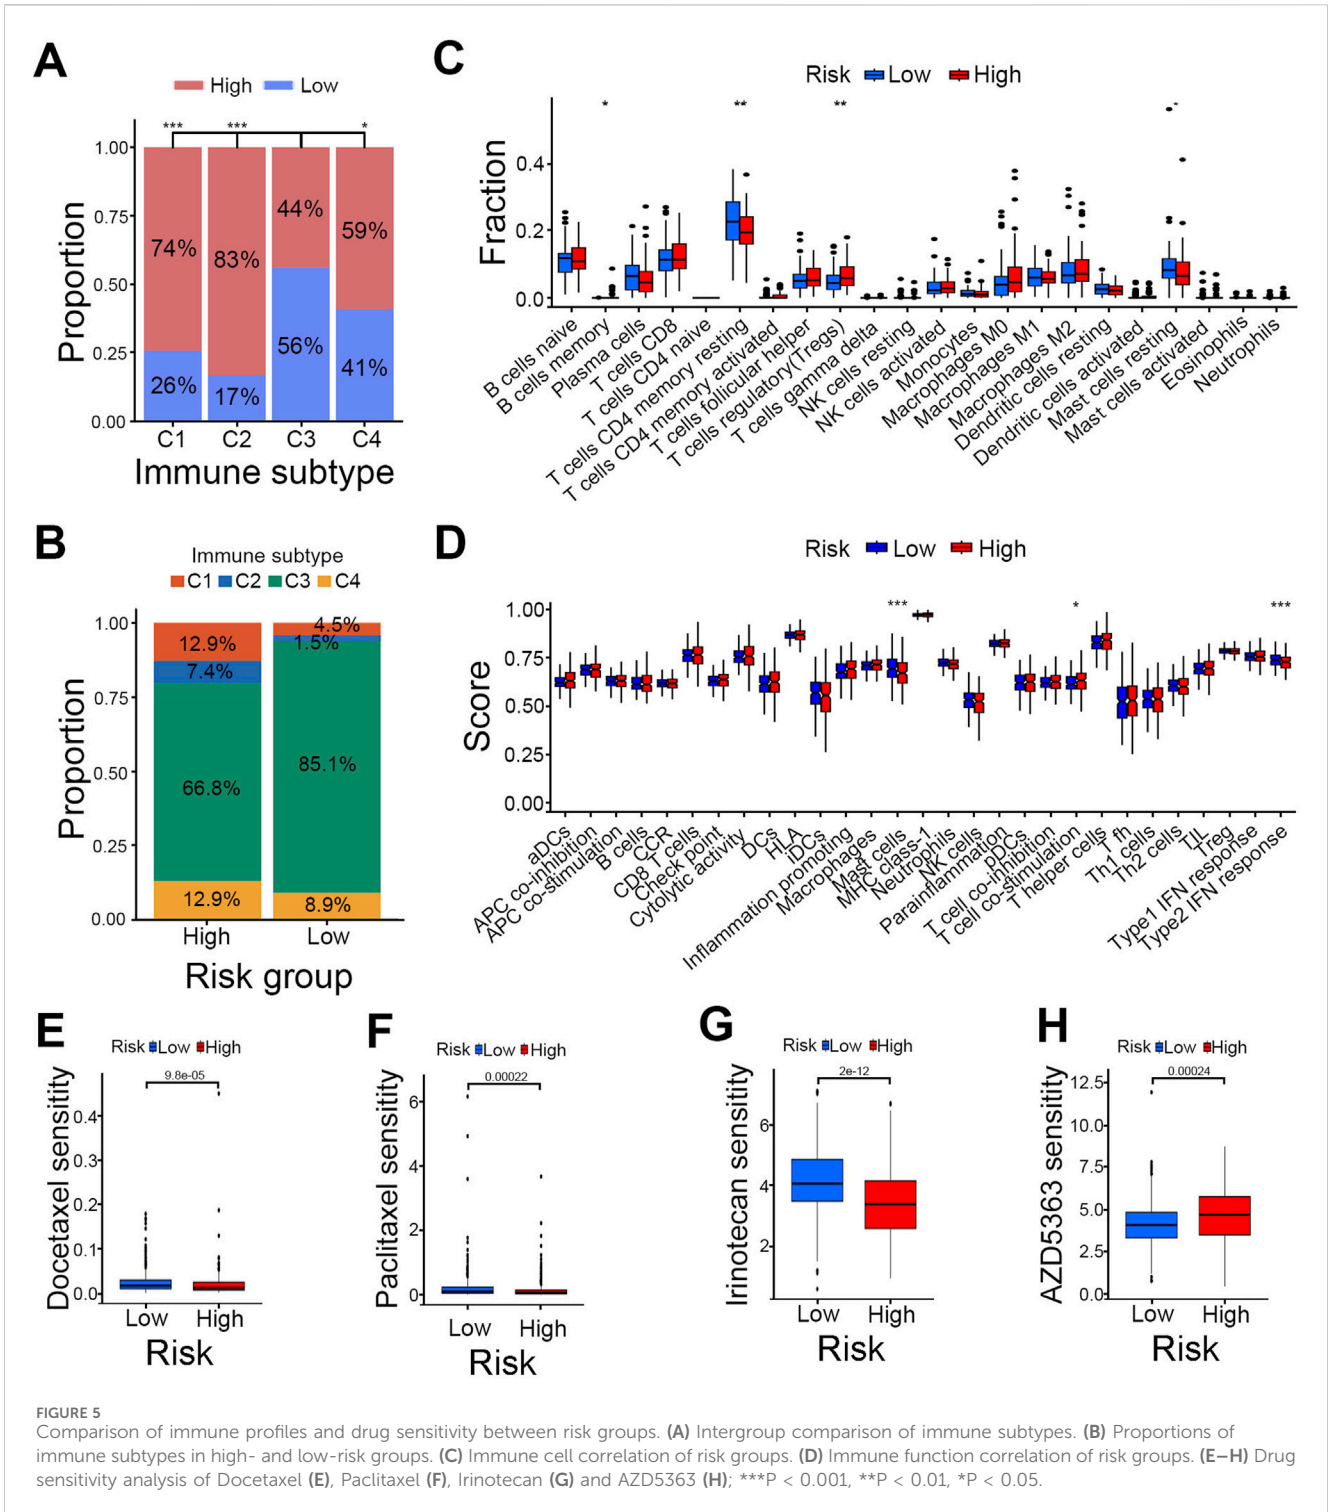 A
High Low
*** *** *
1.00
0.75
0.50
0.25
0.00
Proportion
74% 83% 44% 59%
26% 17% 56% 41%
C1 C2 C3 C4
Immune subtype
B
Immune subtype
C1 C2 C3 C4
1.00
0.75
0.50
0.25
0.00
Proportion
12.9% 4.5%
7.4% 1.5%
66.8% 85.1%
12.9% 8.9%
High Low
Risk group
C
Risk Low High
* ** ** -
0.4
0.2
0.0
Fraction
B cells naive
B cells memory
Plasma cells
T cells CD8
T cells CD4 naive
T cells CD4 memory resting
T cells CD4 memory activated
T cells follicular helper
T cells regulatory(Tregs)
T cells gamma delta
NK cells resting
NK cells activated
Monocytes
Macrophages M0
Macrophages M1
Macrophages M2
Dendritic cells resting
Dendritic cells activated
Mast cells resting
Mast cells activated
Eosinophils
Neutrophils
D
Risk Low High
*** * ***
1.00
0.75
0.50
0.25
0.00
Score
aDCs
APC co-inhibition
APC co-stimulation
B cells
CCR
CD8 T cells
Check point
Cytolytic activity
DCs
HLA
iDCs
Inflammation promoting
Macrophages
Mast cells
MHC class-1
Neutrophils
NK cells
Parainflammation
pDCs
T cell co-inhibition
T cell co-stimulation
T helper cells
T fh
Th1 cells
Th2 cells
TIL
Treg
Type1 IFN response
Type2 IFN response
E
Risk Low High
9.8e-05
0.4
0.3
0.2
0.1
0.0
Docetaxel sensitity
Low High
Risk
F
Risk Low High
0.00022
6
4
2
0
Paclitaxel sensitity
Low High
Risk
G
Risk Low High
2e-12
6
4
2
Irinotecan sensitity
Low High
Risk
H
Risk Low High
0.00024
12.5
10.0
7.5
5.0
2.5
0.0
AZD5363 sensitity
Low High
Risk
FIGURE 5
Comparison of immune profiles and drug sensitivity between risk groups. (A) Intergroup comparison of immune subtypes. (B) Proportions of
immune subtypes in high- and low-risk groups. (C) Immune cell correlation of risk groups. (D) Immune function correlation of risk groups. (E–H) Drug
sensitivity analysis of Docetaxel (E), Paclitaxel (F), Irinotecan (G) and AZD5363 (H); ***P < 0.001, **P < 0.01, *P < 0.05.